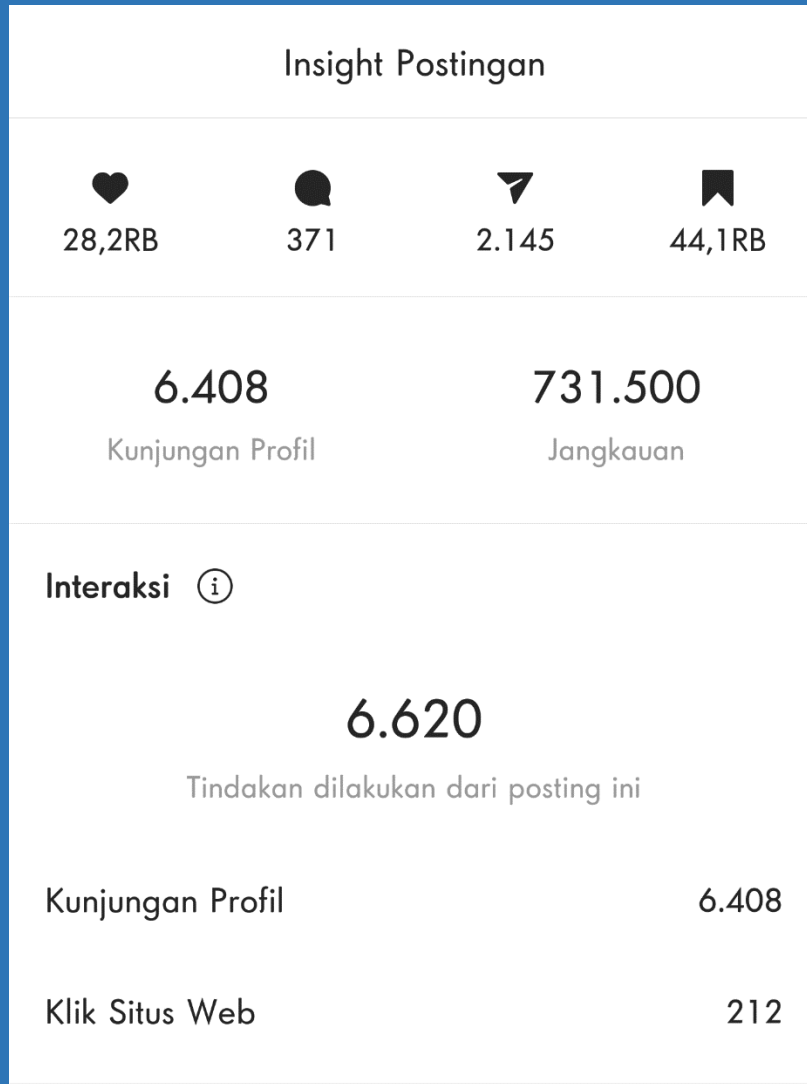 Insight Postingan
28,2RB 371 2.145 44,1RB
6.408 731.500
Kunjungan Profil Jangkauan
Interaksi i
6.620
Tindakan dilakukan dari posting ini
Kunjungan Profil 6.408
Klik Situs Web 212